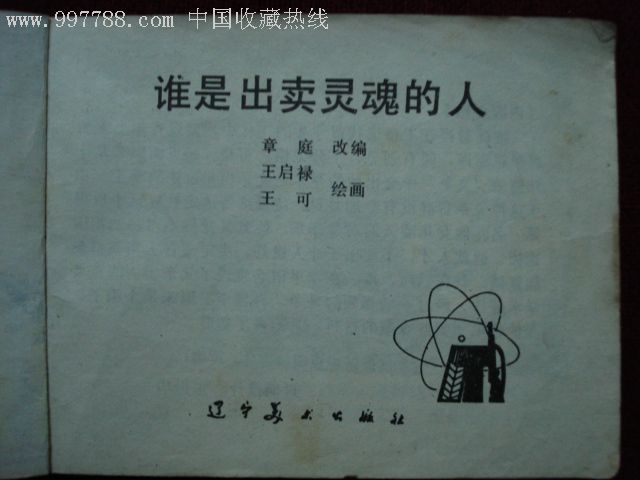 www.997788.com 中国收藏热线
谁是出卖灵魂的人
章 庭 改编
王启禄
王 可 绘画
辽宁美术出版社